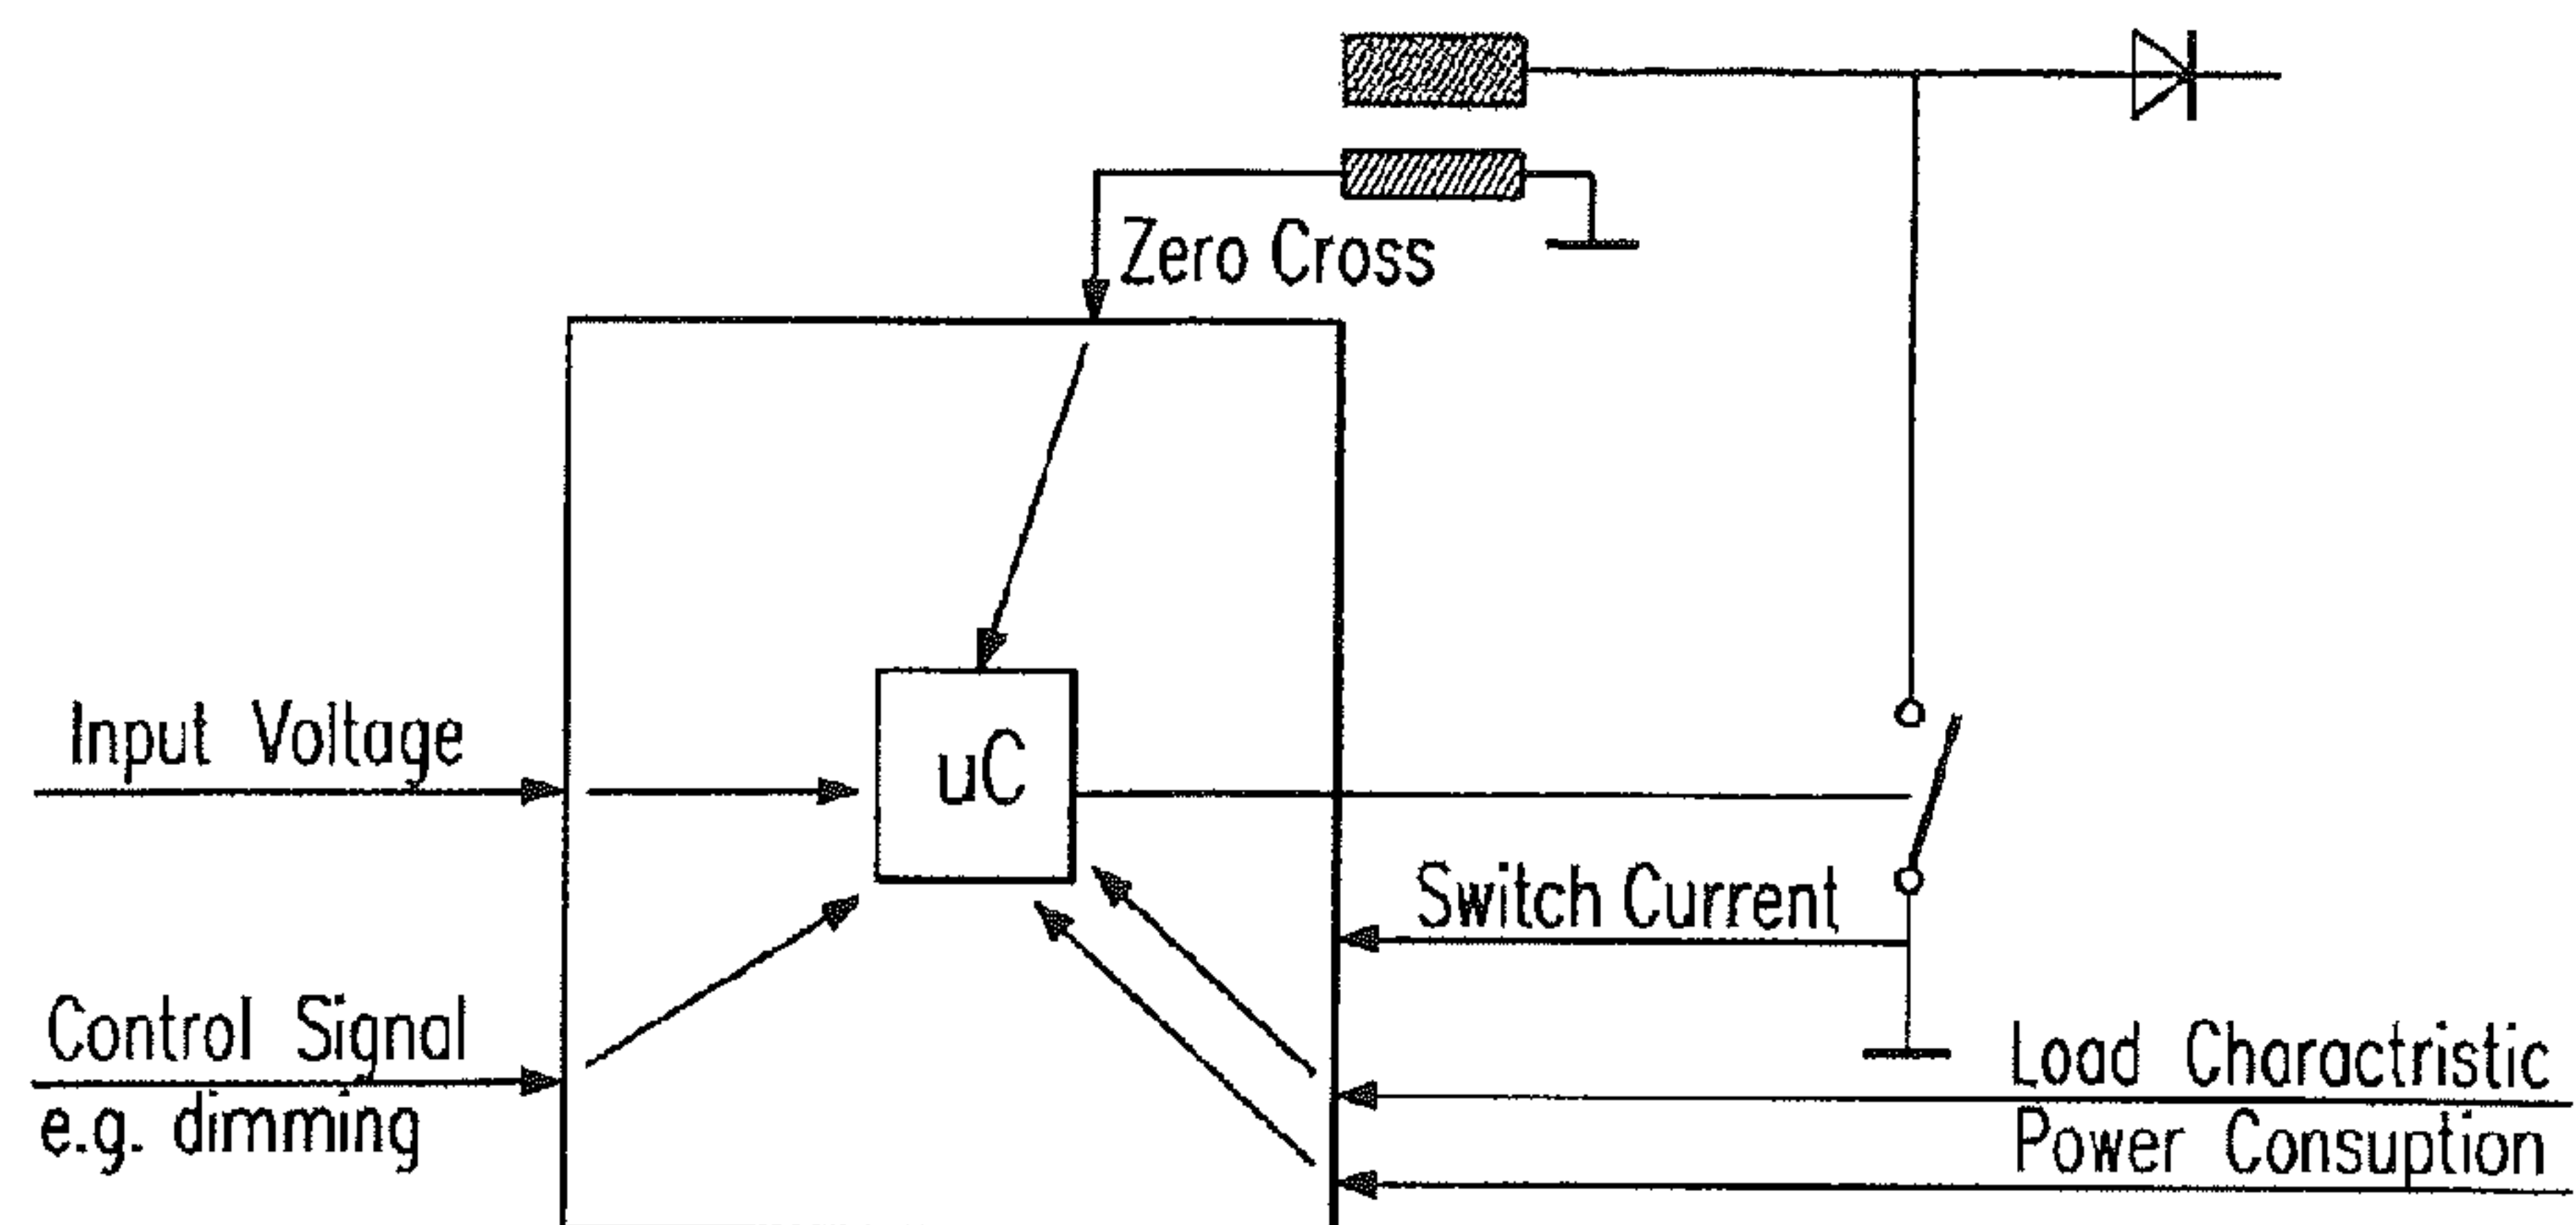 Zero Cross
Input Voltage
uC
Switch Current
Control Signal
e.g. dimming
Load Charactristic
Power Consuption